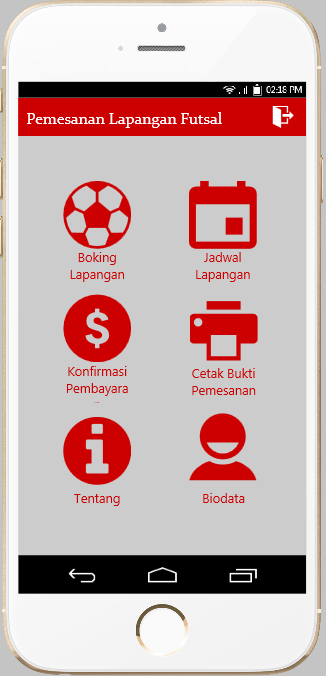 02:18 PM
Pemesanan Lapangan Futsal
Boking
Lapangan
Jadwal
Lapangan
Konfirmasi
Pembayara
Cetak Bukti
Pemesanan
Tentang
Biodata